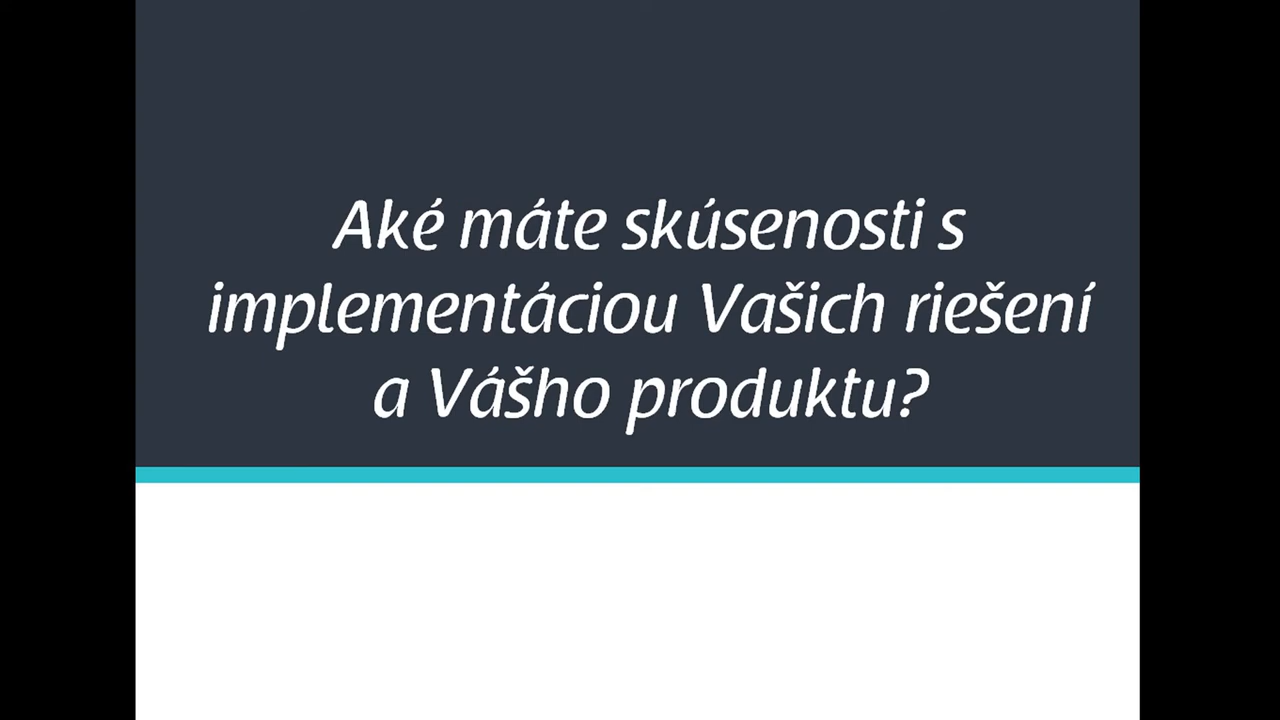 Aké máte skúsenosti s
implementáciou Vašich riešení
a Vášho produktu?